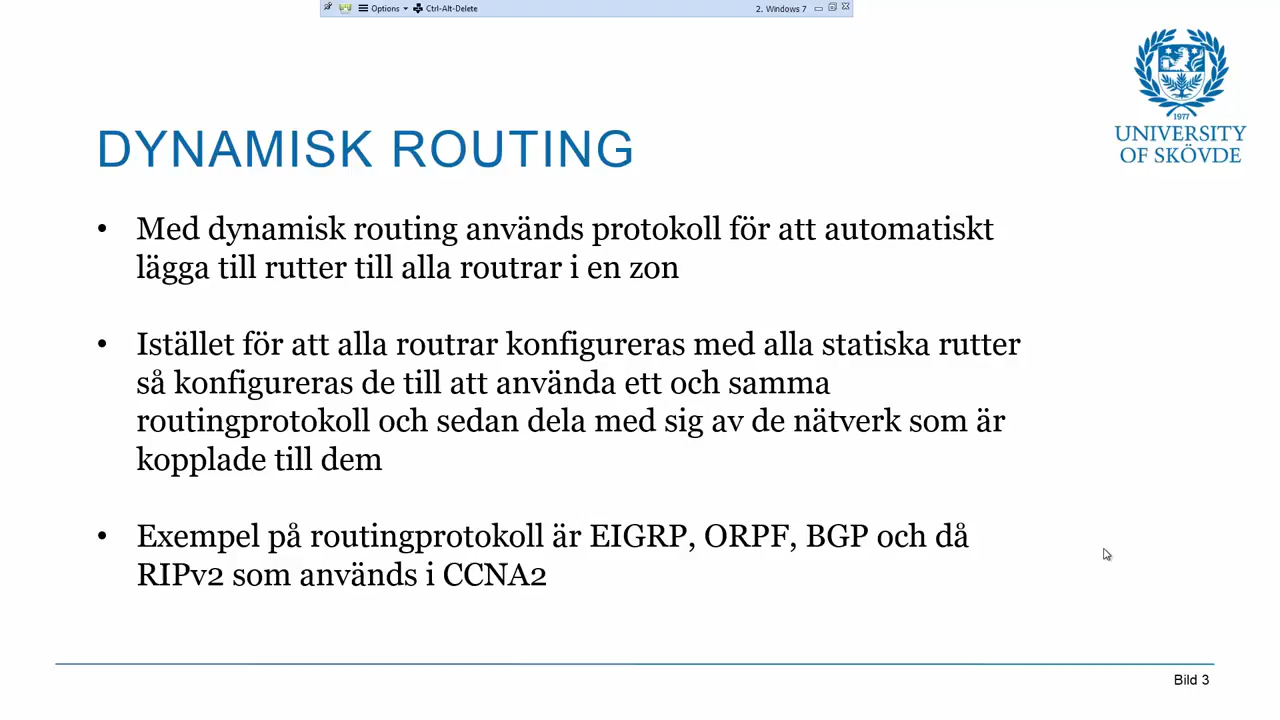 Options Ctrl-Alt-Delete 2. Windows 7
1977
UNIVERSITY
OF SKÖVDE
DYNAMISK ROUTING
• Med dynamisk routing används protokoll för att automatiskt
lägga till rutter till alla routrar i en zon
• Istället för att alla routrar konfigureras med alla statiska rutter
så konfigureras de till att använda ett och samma
routingprotokoll och sedan dela med sig av de nätverk som är
kopplade till dem
• Exempel på routingprotokoll är EIGRP, ORPF, BGP och då
RIPv2 som används i CCNA2
Bild 3